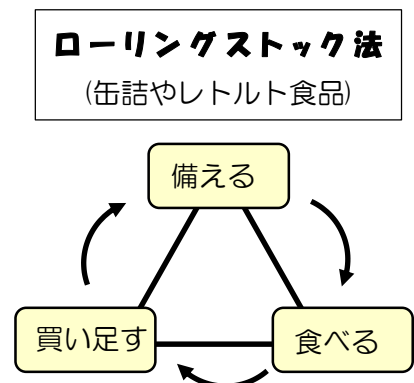 ローリングストック法
(缶詰やレトルト食品)
備える
買い足す
食べる